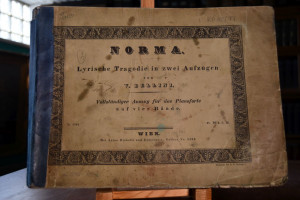 NORMA.
Lyrische Tragödie in zwei Aufzügen
von
V. BELLINI.
Vollständiger Auszug für das Pianoforte
auf vier Hände.
WIEN,